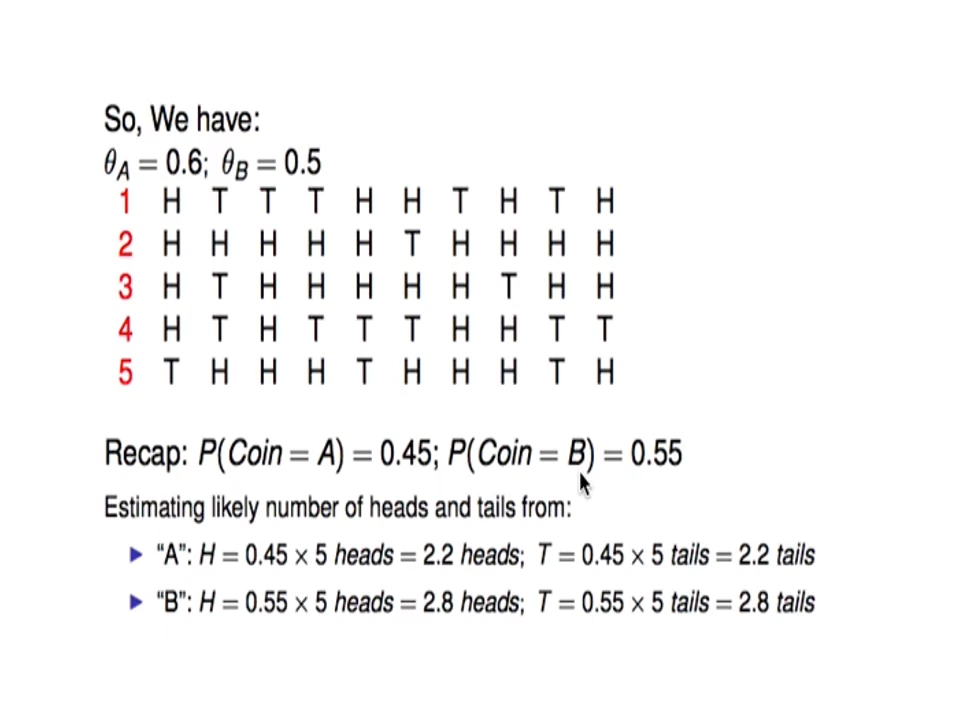 So, We have:
θA = 0.6; θB = 0.5
1 H T T T H H T H T H
2 H H H H H T H H H H
3 H T H H H H H T H H
4 H T H T T T H H T T
5 T H H H T H H H T H
Recap: P(Coin = A) = 0.45; P(Coin = B) = 0.55
Estimating likely number of heads and tails from:
▶ “A”: H = 0.45 × 5 heads = 2.2 heads; T = 0.45 × 5 tails = 2.2 tails
▶ “B”: H = 0.55 × 5 heads = 2.8 heads; T = 0.55 × 5 tails = 2.8 tails